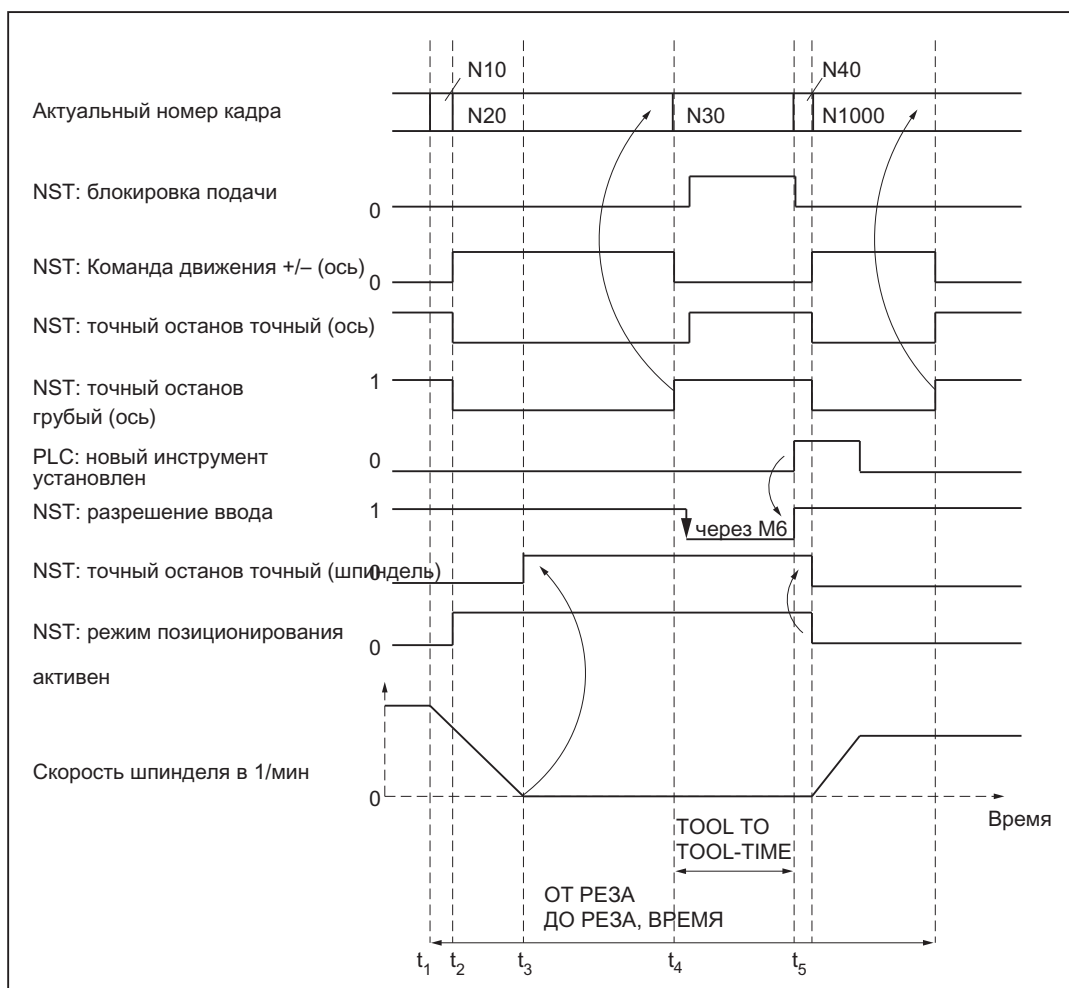 N10
N40
Актуальный номер кадра
N20
N30
N1000
NST: блокировка подачи
0
NST: Команда движения +/– (ось)
0
NST: точный останов точный (ось)
NST: точный останов
грубый (ось)
1
PLC: новый инструмент
установлен
0
NST: разрешение ввода
1
через M6
NST: точный останов точный (шпиндель)
0
NST: режим позиционирования
активен
0
Скорость шпинделя в 1/мин
0
Время
TOOL TO
TOOL-TIME
ОТ РЕЗА
ДО РЕЗА, ВРЕМЯ
t1 t2 t3 t4 t5